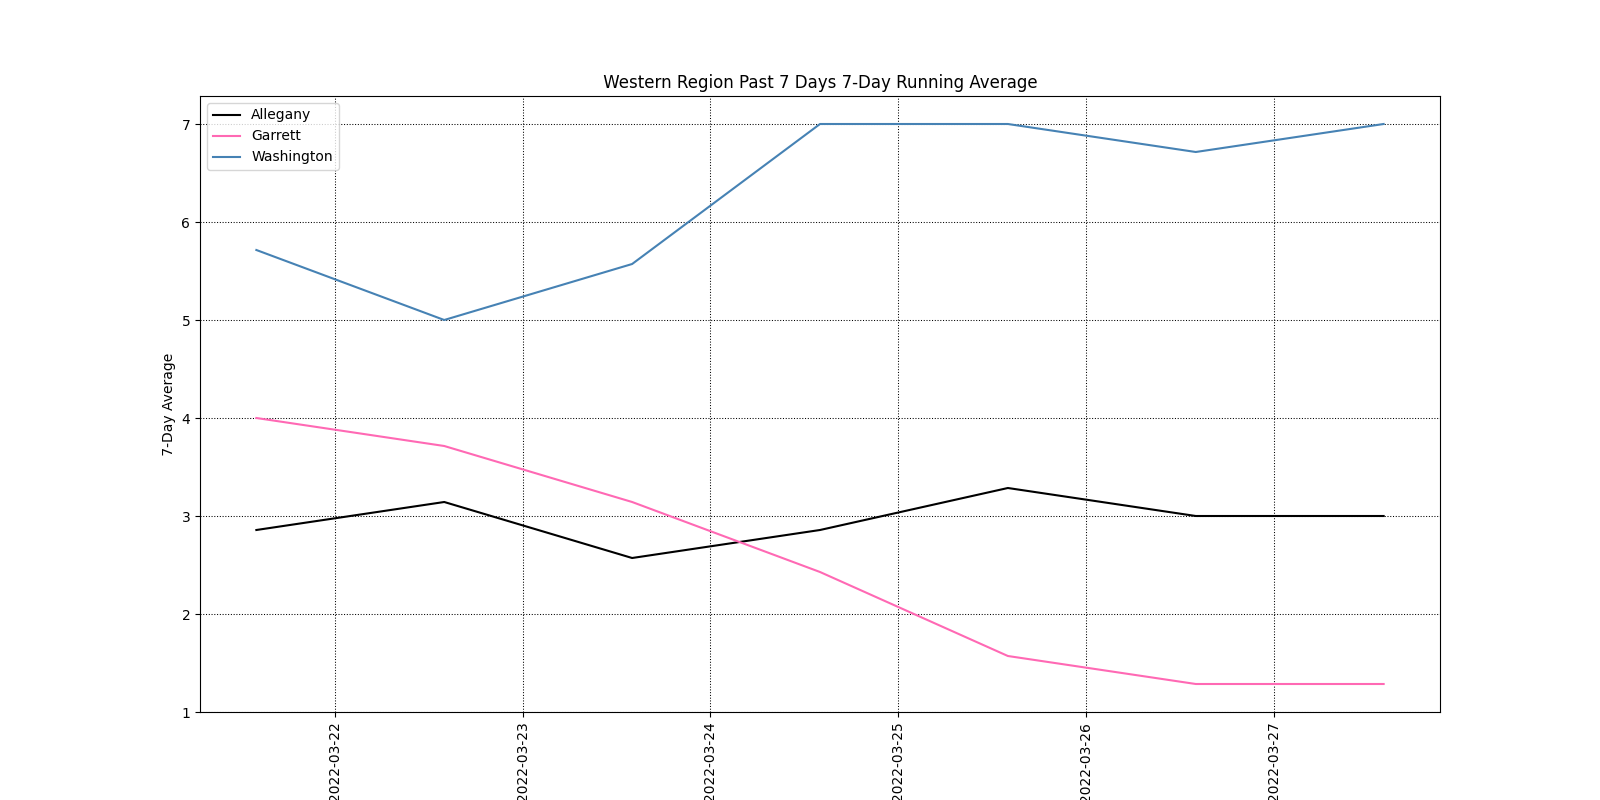 Western Region Past 7 Days 7-Day Running Average
Allegany
Garrett
Washington
7-Day Average
7
6
5
4
3
2
1
2022-03-22
2022-03-23
2022-03-24
2022-03-25
2022-03-26
2022-03-27